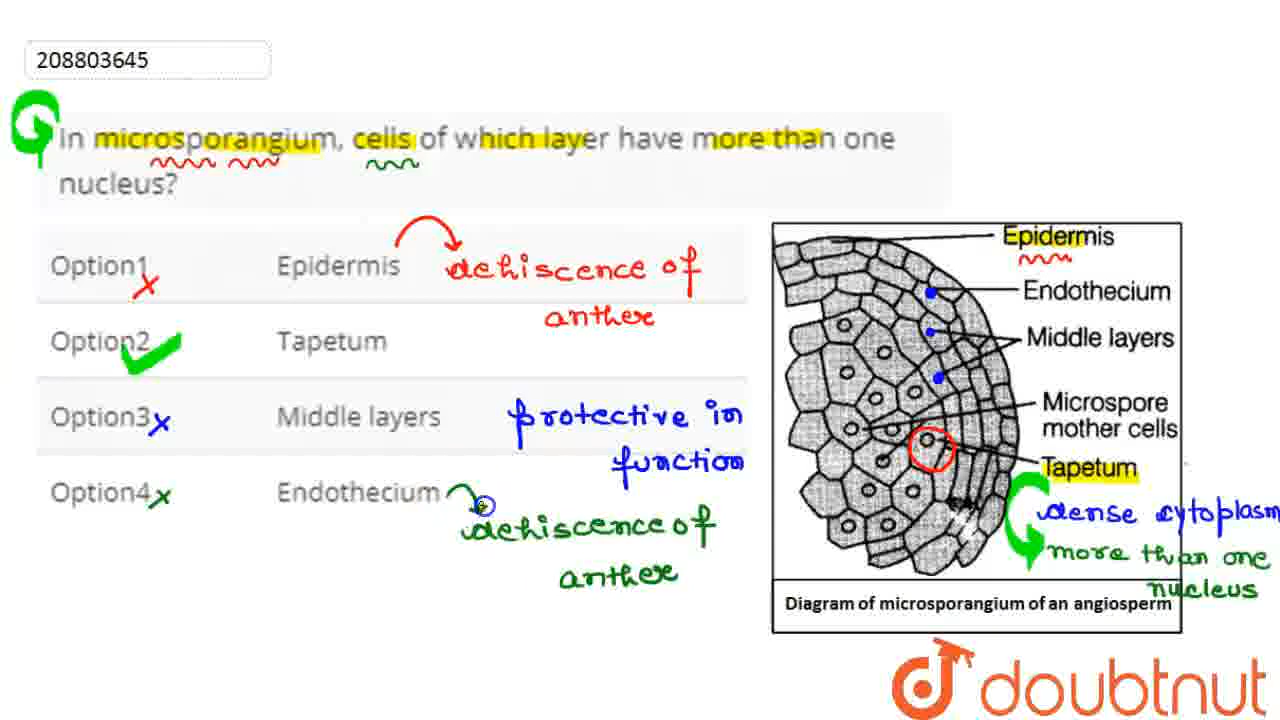 208803645
In microsporangium, cells of which layer have more than one
nucleus?
Option1 Epidermis
dehiscence of
anther
Option2 Tapetum
Option3 Middle layers
protective in
function
Option4 Endothecium
dehiscence of
anther
Epidermis
Endothecium
Middle layers
Microspore
mother cells
Tapetum
dense cytoplasm
more than one
nucleus
Diagram of microsporangium of an angiosperm
doubtnut